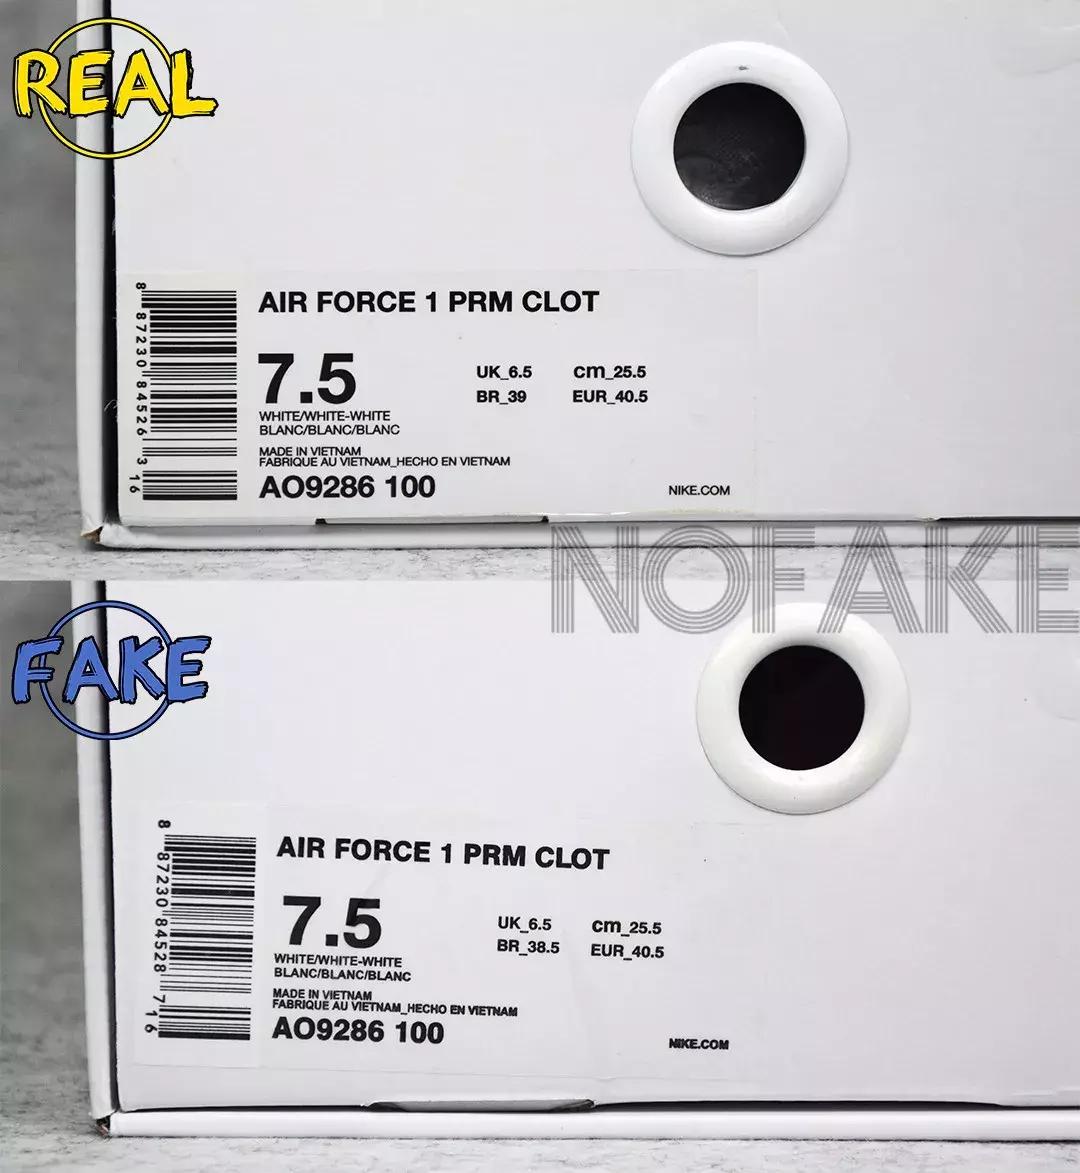 REAL
AIR FORCE 1 PRM CLOT
7.5
UK_6.5 cm_25.5
BR_39 EUR_40.5
WHITE/WHITE-WHITE
BLANC/BLANC/BLANC
MADE IN VIETNAM
FABRIQUE AU VIETNAM_HECHO EN VIETNAM
AO9286 100
NIKE.COM
8 87230 84526 3 16
NOFAKE
FAKE
AIR FORCE 1 PRM CLOT
7.5
UK_6.5 cm_25.5
BR_38.5 EUR_40.5
WHITE/WHITE-WHITE
BLANC/BLANC/BLANC
MADE IN VIETNAM
FABRIQUE AU VIETNAM_HECHO EN VIETNAM
AO9286 100
NIKE.COM
8 87230 84528 7 16